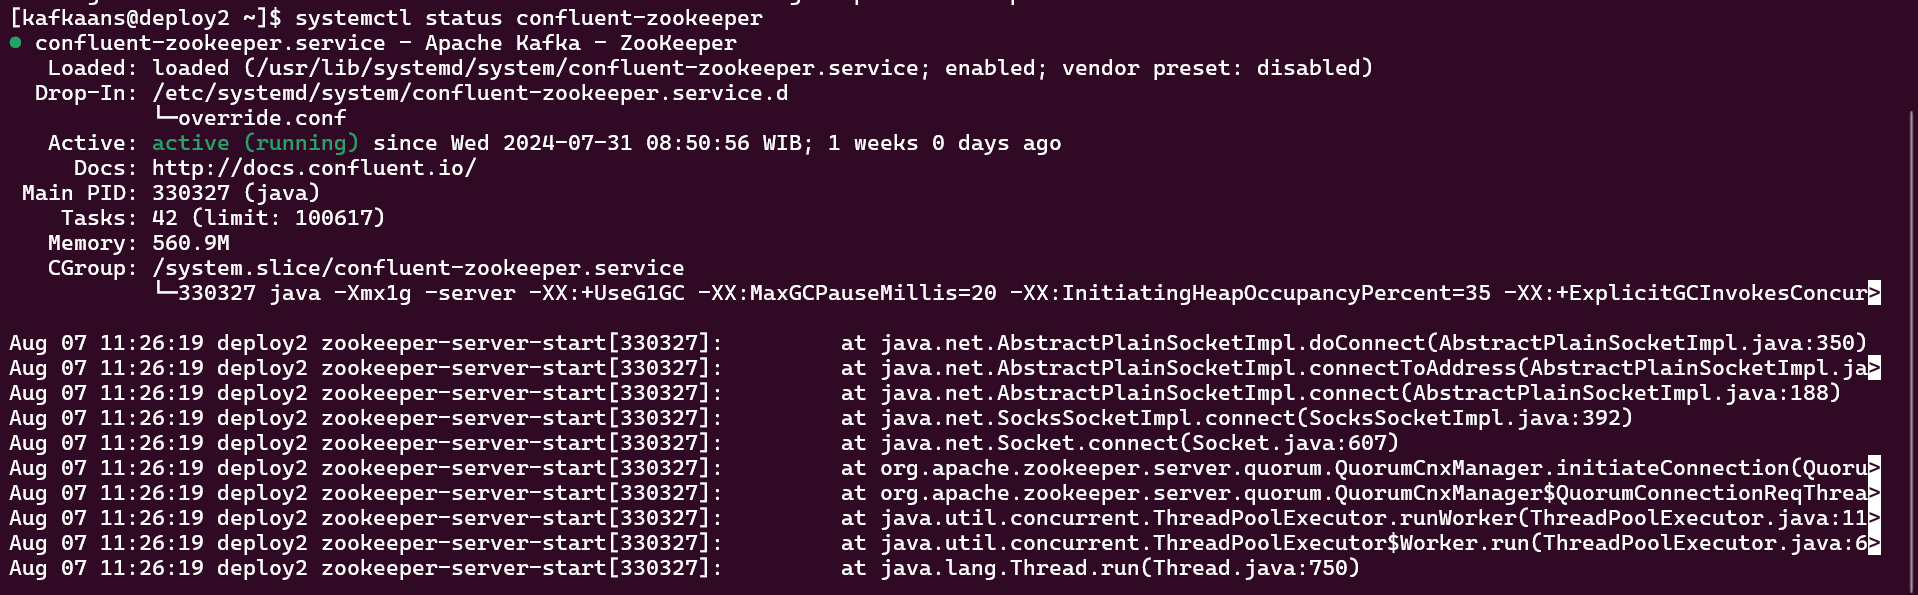 [kafkaans@deploy2 ~]$ systemctl status confluent-zookeeper
● confluent-zookeeper.service - Apache Kafka - ZooKeeper
   Loaded: loaded (/usr/lib/systemd/system/confluent-zookeeper.service; enabled; vendor preset: disabled)
  Drop-In: /etc/systemd/system/confluent-zookeeper.service.d
           └─override.conf
   Active: active (running) since Wed 2024-07-31 08:50:56 WIB; 1 weeks 0 days ago
     Docs: http://docs.confluent.io/
 Main PID: 330327 (java)
    Tasks: 42 (limit: 100617)
   Memory: 560.9M
   CGroup: /system.slice/confluent-zookeeper.service
           └─330327 java -Xmx1g -server -XX:+UseG1GC -XX:MaxGCPauseMillis=20 -XX:InitiatingHeapOccupancyPercent=35 -XX:+ExplicitGCInvokesConcur>
Aug 07 11:26:19 deploy2 zookeeper-server-start[330327]:         at java.net.AbstractPlainSocketImpl.doConnect(AbstractPlainSocketImpl.java:350)
Aug 07 11:26:19 deploy2 zookeeper-server-start[330327]:         at java.net.AbstractPlainSocketImpl.connectToAddress(AbstractPlainSocketImpl.ja>
Aug 07 11:26:19 deploy2 zookeeper-server-start[330327]:         at java.net.AbstractPlainSocketImpl.connect(AbstractPlainSocketImpl.java:188)
Aug 07 11:26:19 deploy2 zookeeper-server-start[330327]:         at java.net.SocksSocketImpl.connect(SocksSocketImpl.java:392)
Aug 07 11:26:19 deploy2 zookeeper-server-start[330327]:         at java.net.Socket.connect(Socket.java:607)
Aug 07 11:26:19 deploy2 zookeeper-server-start[330327]:         at org.apache.zookeeper.server.quorum.QuorumCnxManager.initiateConnection(Quoru>
Aug 07 11:26:19 deploy2 zookeeper-server-start[330327]:         at org.apache.zookeeper.server.quorum.QuorumCnxManager$QuorumConnectionReqThrea>
Aug 07 11:26:19 deploy2 zookeeper-server-start[330327]:         at java.util.concurrent.ThreadPoolExecutor.runWorker(ThreadPoolExecutor.java:11>
Aug 07 11:26:19 deploy2 zookeeper-server-start[330327]:         at java.util.concurrent.ThreadPoolExecutor$Worker.run(ThreadPoolExecutor.java:6>
Aug 07 11:26:19 deploy2 zookeeper-server-start[330327]:         at java.lang.Thread.run(Thread.java:750)